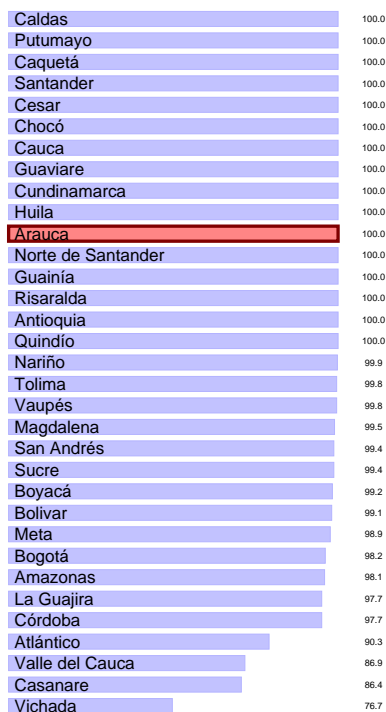 Caldas 100.0
Putumayo 100.0
Caquetá 100.0
Santander 100.0
Cesar 100.0
Chocó 100.0
Cauca 100.0
Guaviare 100.0
Cundinamarca 100.0
Huila 100.0
Arauca 100.0
Norte de Santander 100.0
Guainía 100.0
Risaralda 100.0
Antioquia 100.0
Quindío 100.0
Nariño 99.9
Tolima 99.8
Vaupés 99.8
Magdalena 99.5
San Andrés 99.4
Sucre 99.4
Boyacá 99.2
Bolivar 99.1
Meta 98.9
Bogotá 98.2
Amazonas 98.1
La Guajira 97.7
Córdoba 97.7
Atlántico 90.3
Valle del Cauca 86.9
Casanare 86.4
Vichada 76.7